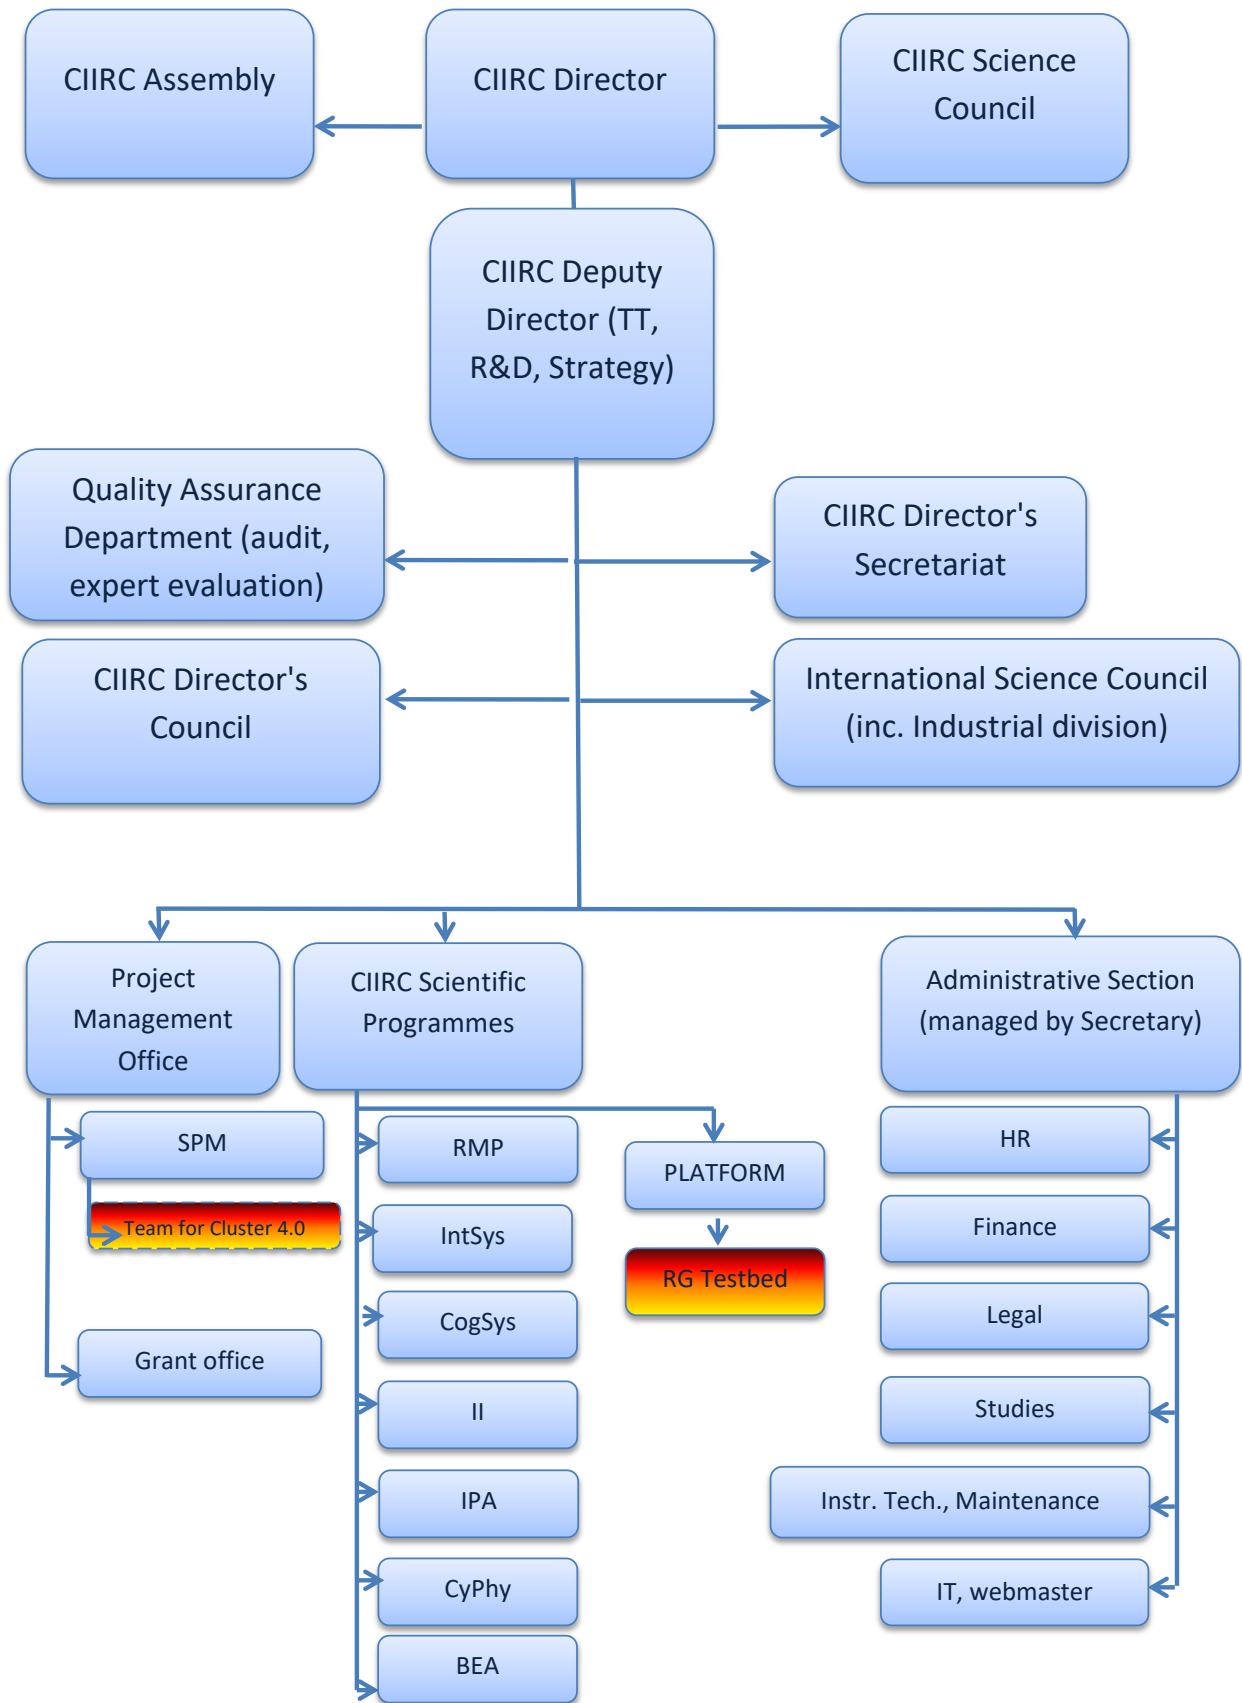 CIIRC Assembly
CIIRC Director
CIIRC Science
Council
CIIRC Deputy
Director (TT,
R&D, Strategy)
Quality Assurance
Department (audit,
expert evaluation)
CIIRC Director's
Secretariat
CIIRC Director's
Council
International Science Council
(inc. Industrial division)
Project
Management
Office
CIIRC Scientific
Programmes
Administrative Section
(managed by Secretary)
SPM
Team for Cluster 4.0
Grant office
RMP
IntSys
CogSys
II
IPA
CyPhy
BEA
PLATFORM
RG Testbed
HR
Finance
Legal
Studies
Instr. Tech., Maintenance
IT, webmaster